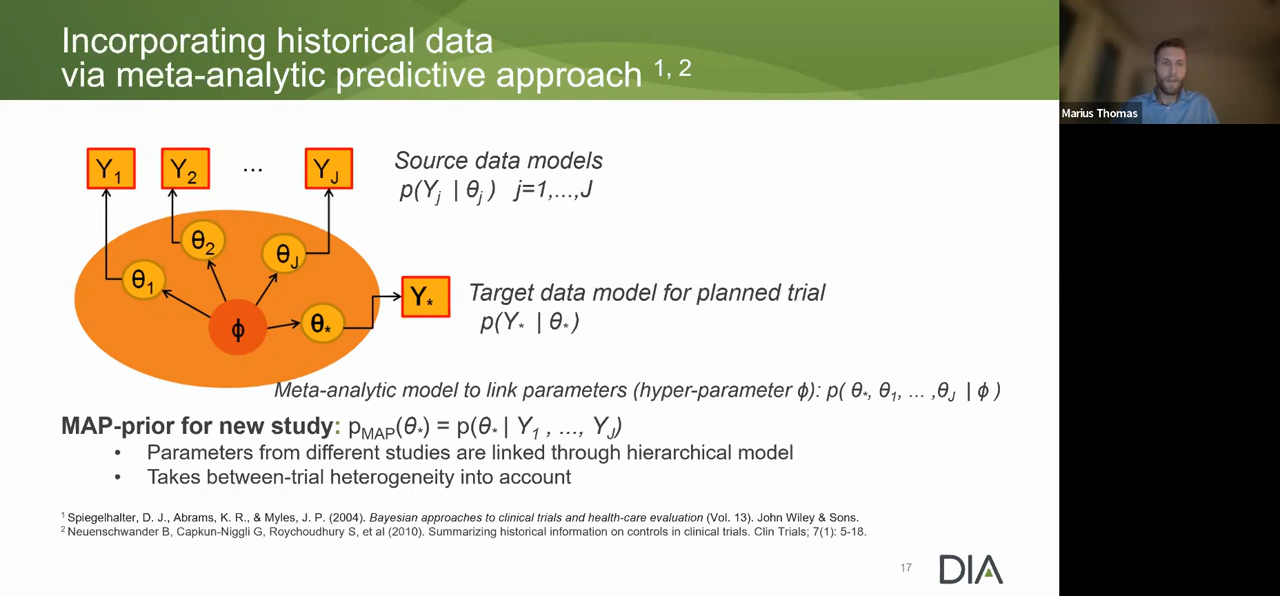 Incorporating historical data
via meta-analytic predictive approach 1, 2
Marius Thomas
Y1 Y2 ... YJ
Source data models
p(Yj | θj ) j=1,...,J
θ1 θ2 θJ
ϕ θ* Y*
Target data model for planned trial
p(Y* | θ*)
Meta-analytic model to link parameters (hyper-parameter ϕ): p( θ*, θ1, ... ,θJ | ϕ )
MAP-prior for new study: pMAP(θ*) = p(θ* | Y1 , ..., YJ)
• Parameters from different studies are linked through hierarchical model
• Takes between-trial heterogeneity into account
1 Spiegelhalter, D. J., Abrams, K. R., & Myles, J. P. (2004). Bayesian approaches to clinical trials and health-care evaluation (Vol. 13). John Wiley & Sons.
2 Neuenschwander B, Capkun-Niggli G, Roychoudhury S, et al (2010). Summarizing historical information on controls in clinical trials. Clin Trials; 7(1): 5-18.
17
DIA